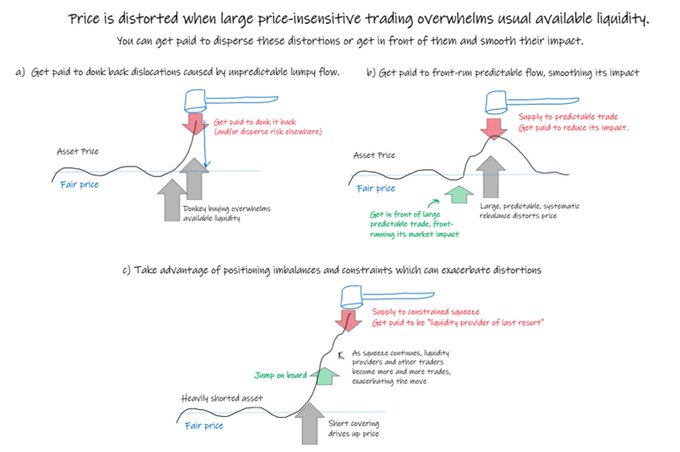 Price is distorted when large price-insensitive trading overwhelms usual available liquidity.
You can get paid to disperse these distortions or get in front of them and smooth their impact.
a) Get paid to donk back dislocations caused by unpredictable lumpy flow.
Get paid to donk it back
(and/or disperse risk elsewhere)
Asset Price
Fair price
Donkey buying overwhelms
available liquidity
b) Get paid to front-run predictable flow, smoothing its impact
Supply to predictable trade
Get paid to reduce its impact.
Asset Price
Fair price
Get in front of large
predictable trade, front-
running its market impact
Large, predictable, systematic
rebalance distorts price
c) Take advantage of positioning imbalances and constraints which can exacerbate distortions
Supply to constrained squeeze
Get paid to be "liquidity provider of last resort"
As squeeze continues, liquidity
providers and other traders
become more and more trades,
exacerbating the move
Jump on board
Heavily shorted asset
Fair price
Short covering
drives up price